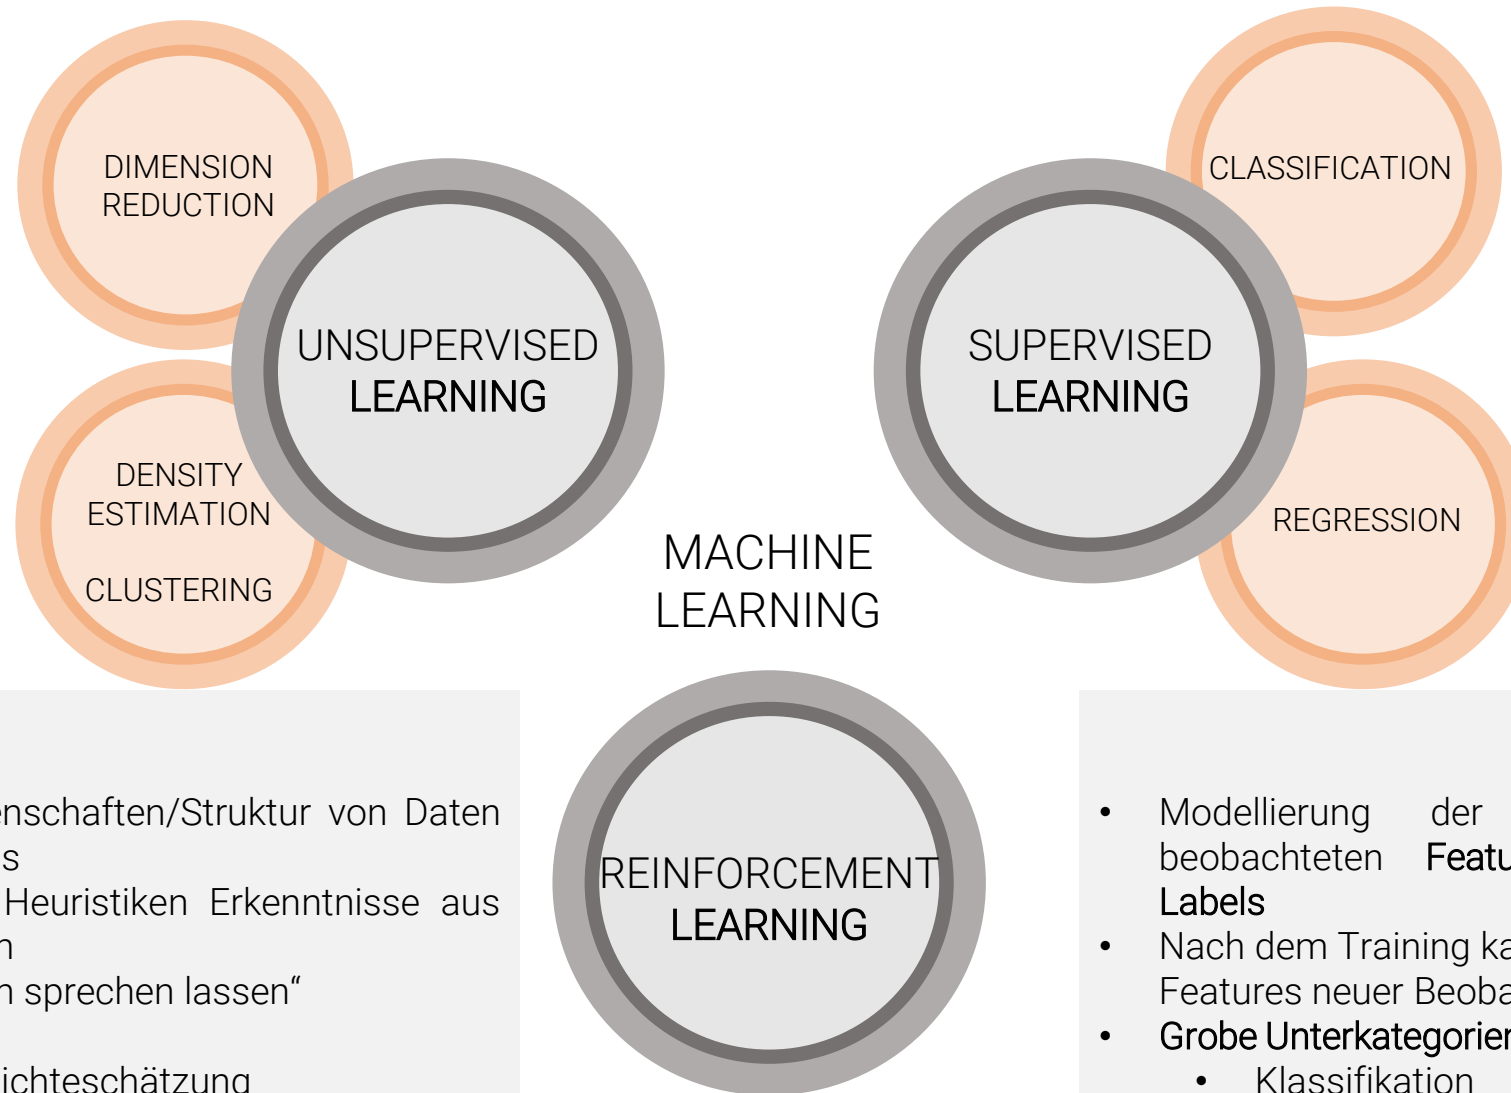 DIMENSION
REDUCTION
CLASSIFICATION
UNSUPERVISED
LEARNING
SUPERVISED
LEARNING
DENSITY
ESTIMATION
CLUSTERING
REGRESSION
MACHINE
LEARNING
REINFORCEMENT
LEARNING
enschaften/Struktur von Daten
s
Heuristiken Erkenntnisse aus
n
n sprechen lassen“
ichteschätzung
• Modellierung der
beobachteten Featu
Labels
• Nach dem Training ka
Features neuer Beoba
• Grobe Unterkategorien
• Klassifikation